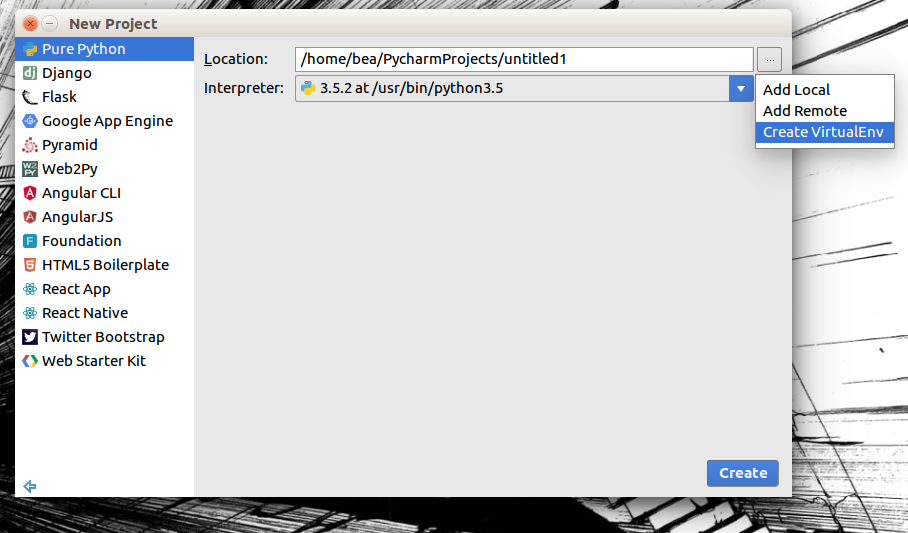 New Project
Pure Python
Django
Flask
Google App Engine
Pyramid
Web2Py
Angular CLI
AngularJS
Foundation
HTML5 Boilerplate
React App
React Native
Twitter Bootstrap
Web Starter Kit
Location: /home/bea/PycharmProjects/untitled1 ...
Interpreter: 3.5.2 at /usr/bin/python3.5
Add Local
Add Remote
Create VirtualEnv
Create